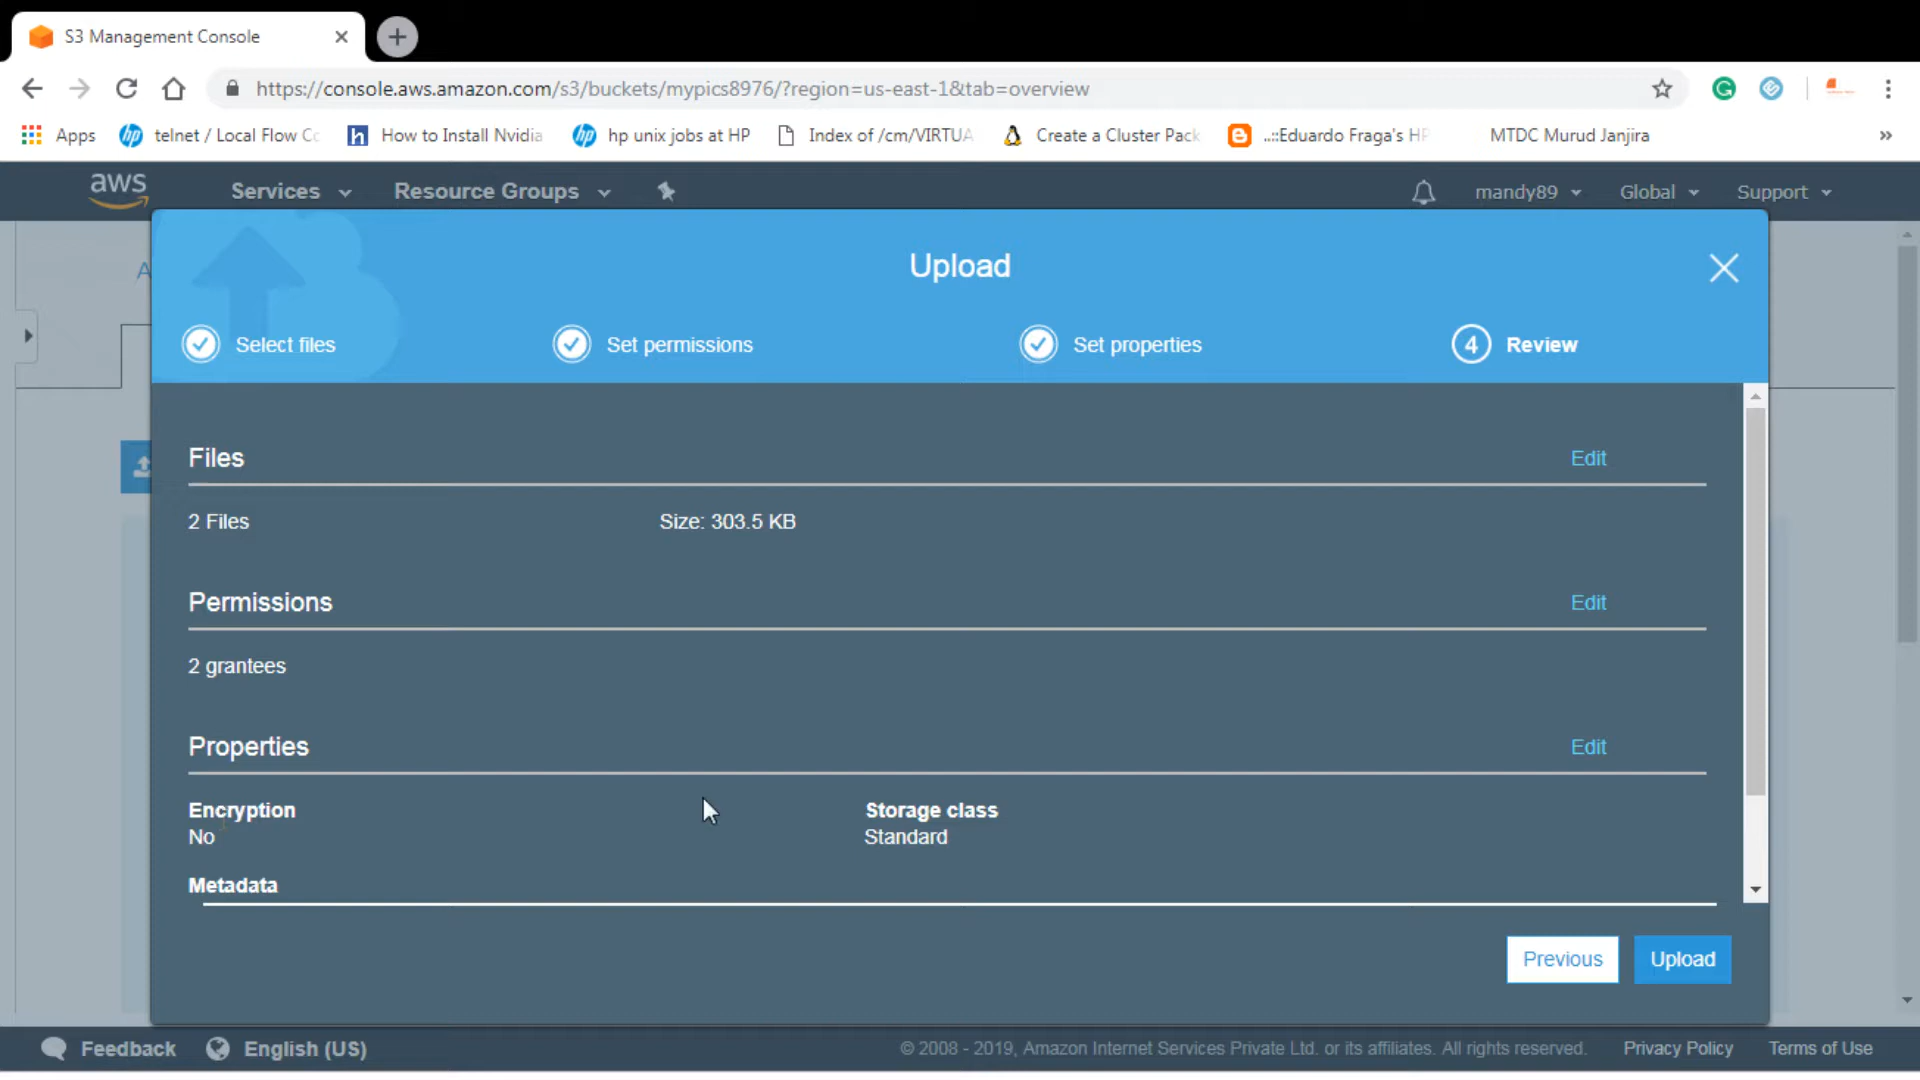 S3 Management Console
https://console.aws.amazon.com/s3/buckets/mypics8976/?region=us-east-1&tab=overview
Apps telnet / Local Flow Co How to Install Nvidia hp unix jobs at HP Index of /cm/VIRTUA Create a Cluster Pack ..::Eduardo Fraga's HP MTDC Murud Janjira »
aws Services Resource Groups mandy89 Global Support
A
Upload
Select files Set permissions Set properties 4 Review
Files Edit
2 Files Size: 303.5 KB
Permissions Edit
2 grantees
Properties Edit
Encryption Storage class
No Standard
Metadata
Previous Upload
Feedback English (US) © 2008 - 2019, Amazon Internet Services Private Ltd. or its affiliates. All rights reserved. Privacy Policy Terms of Use